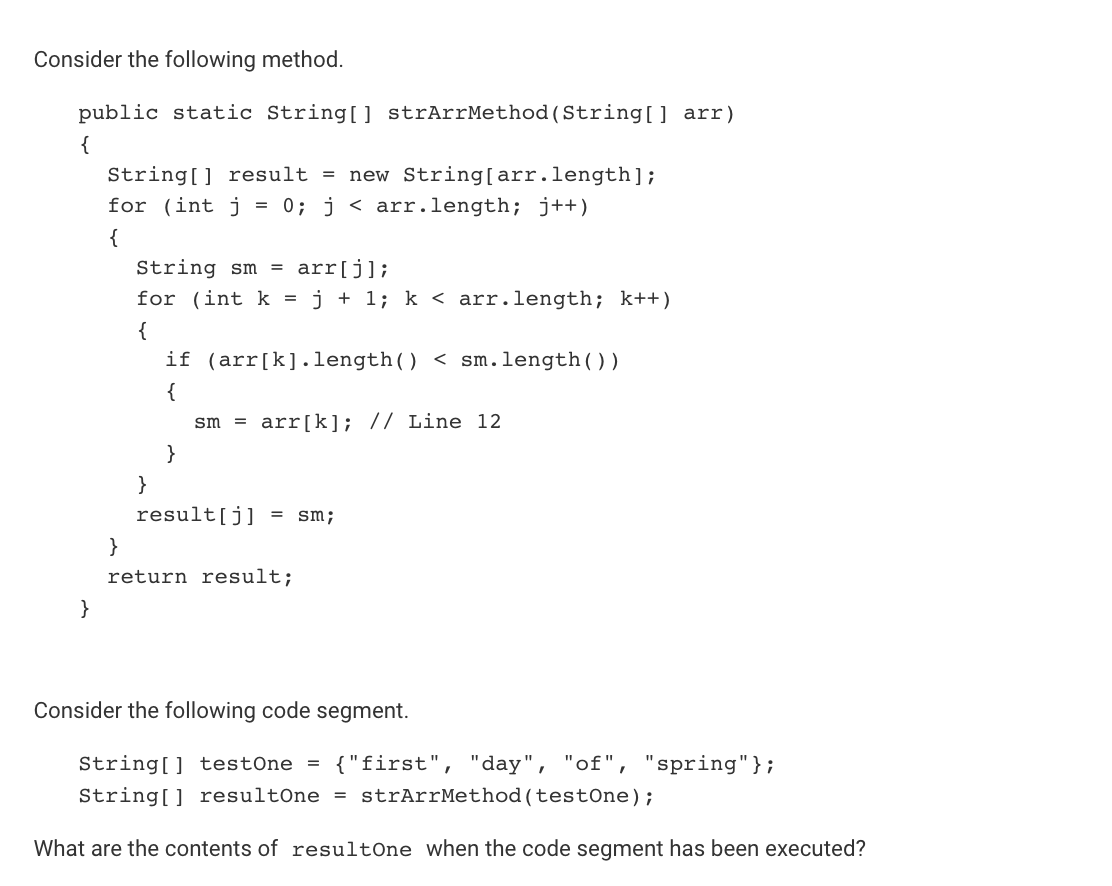 Consider the following method.
public static String[] strArrMethod(String[] arr)
{
String[] result = new String[arr.length];
for (int j = 0; j < arr.length; j++)
{
String sm = arr[j];
for (int k = j + 1; k < arr.length; k++)
{
if (arr[k].length() < sm.length())
{
sm = arr[k]; // Line 12
}
}
result[j] = sm;
}
return result;
}
Consider the following code segment.
String[] testOne = {"first", "day", "of", "spring"};
String[] resultOne = strArrMethod(testOne);
What are the contents of resultOne when the code segment has been executed?